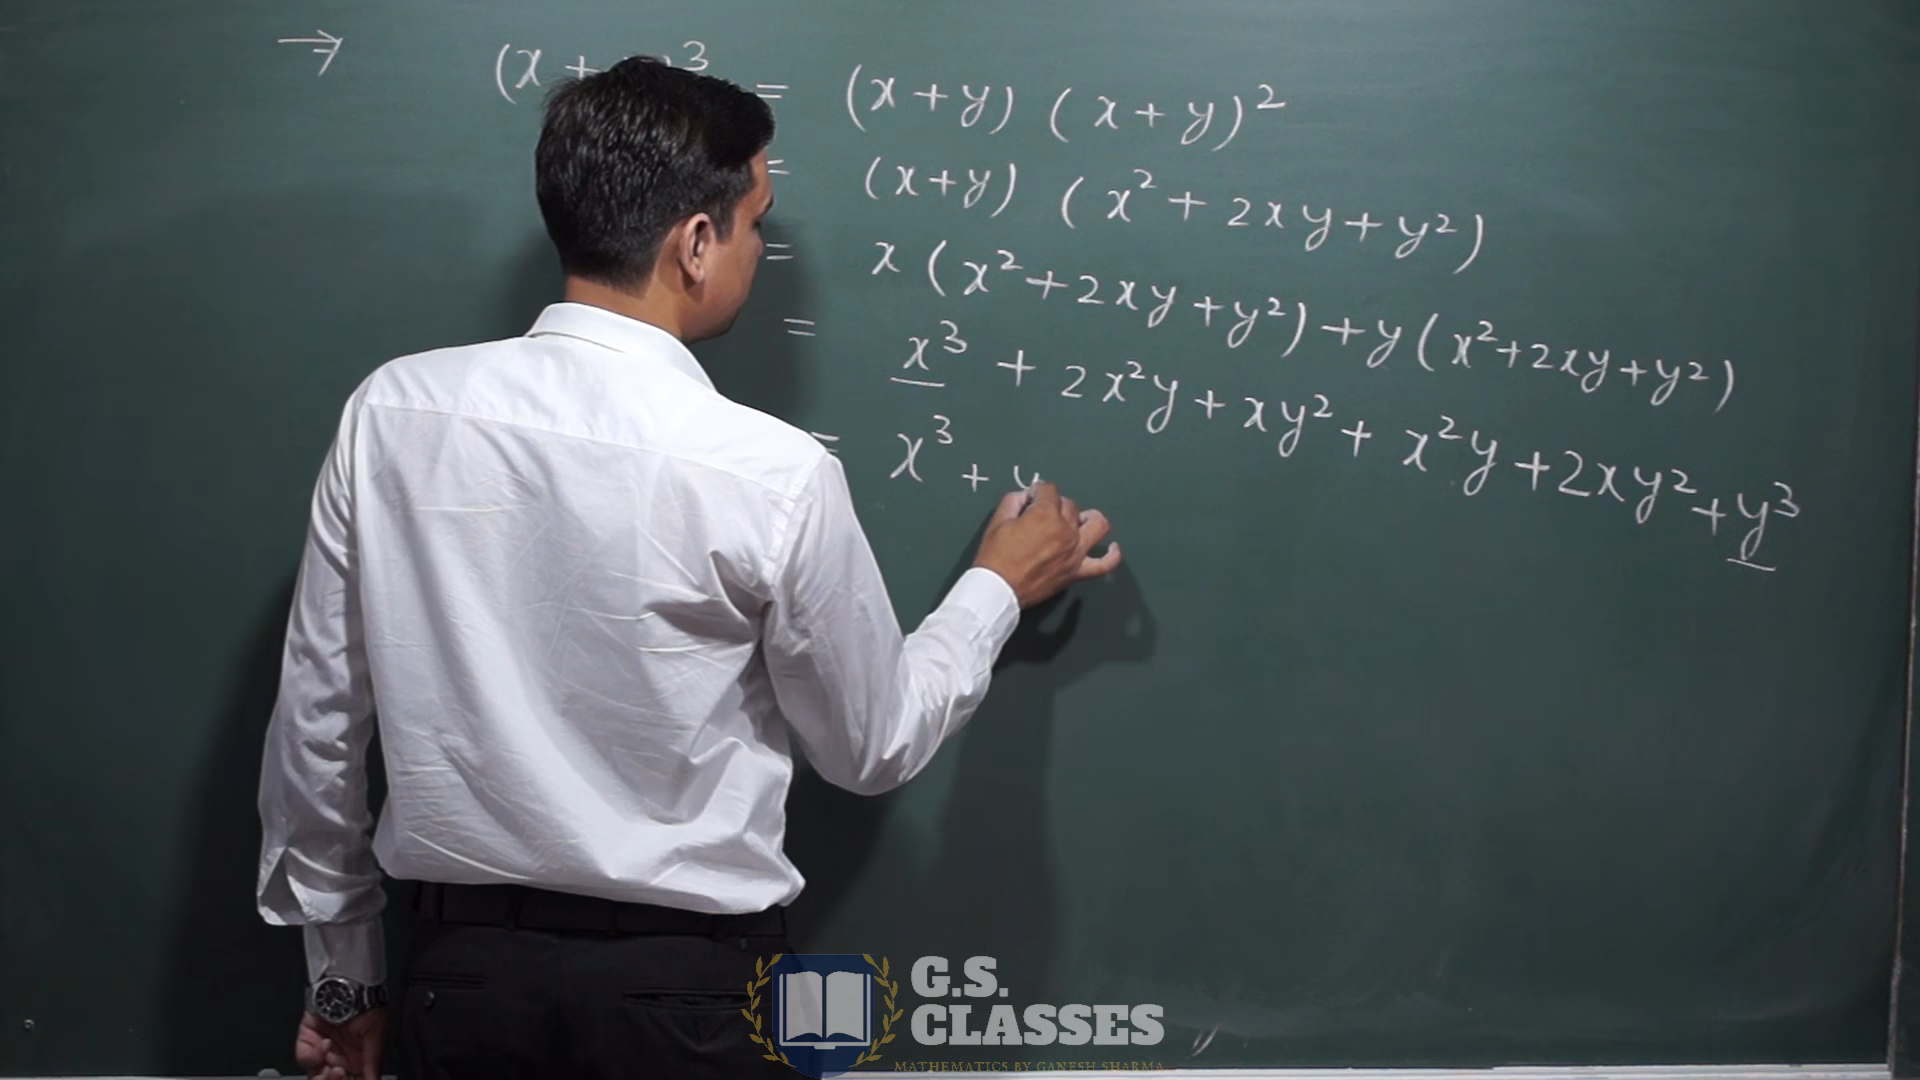 ⇒ (x + y)³ = (x+y) (x+y)²
= (x+y) (x² + 2xy + y²)
= x (x² + 2xy + y²) + y (x² + 2xy + y²)
= x³ + 2x²y + xy² + x²y + 2xy² + y³
= x³ + y
G.S.
CLASSES
MATHEMATICS BY GANESH SHARMA